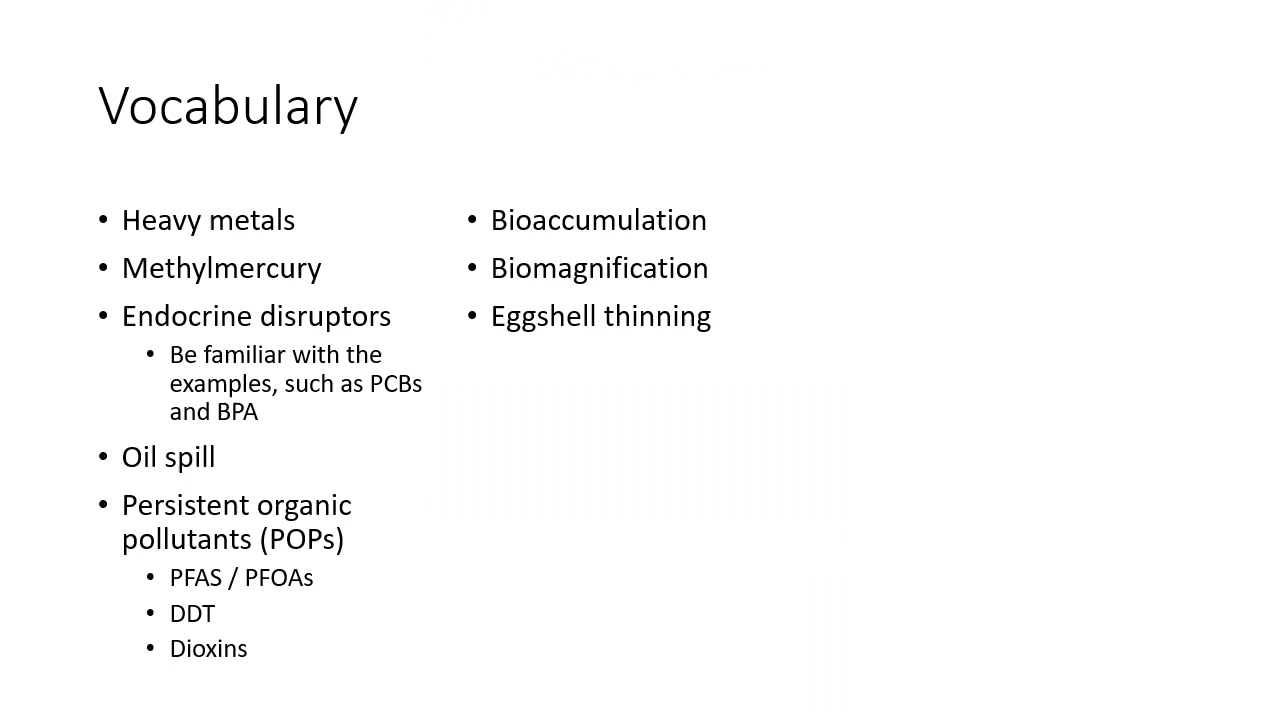 Vocabulary
• Heavy metals
• Methylmercury
• Endocrine disruptors
• Be familiar with the
examples, such as PCBs
and BPA
• Oil spill
• Persistent organic
pollutants (POPs)
• PFAS / PFOAs
• DDT
• Dioxins
• Bioaccumulation
• Biomagnification
• Eggshell thinning